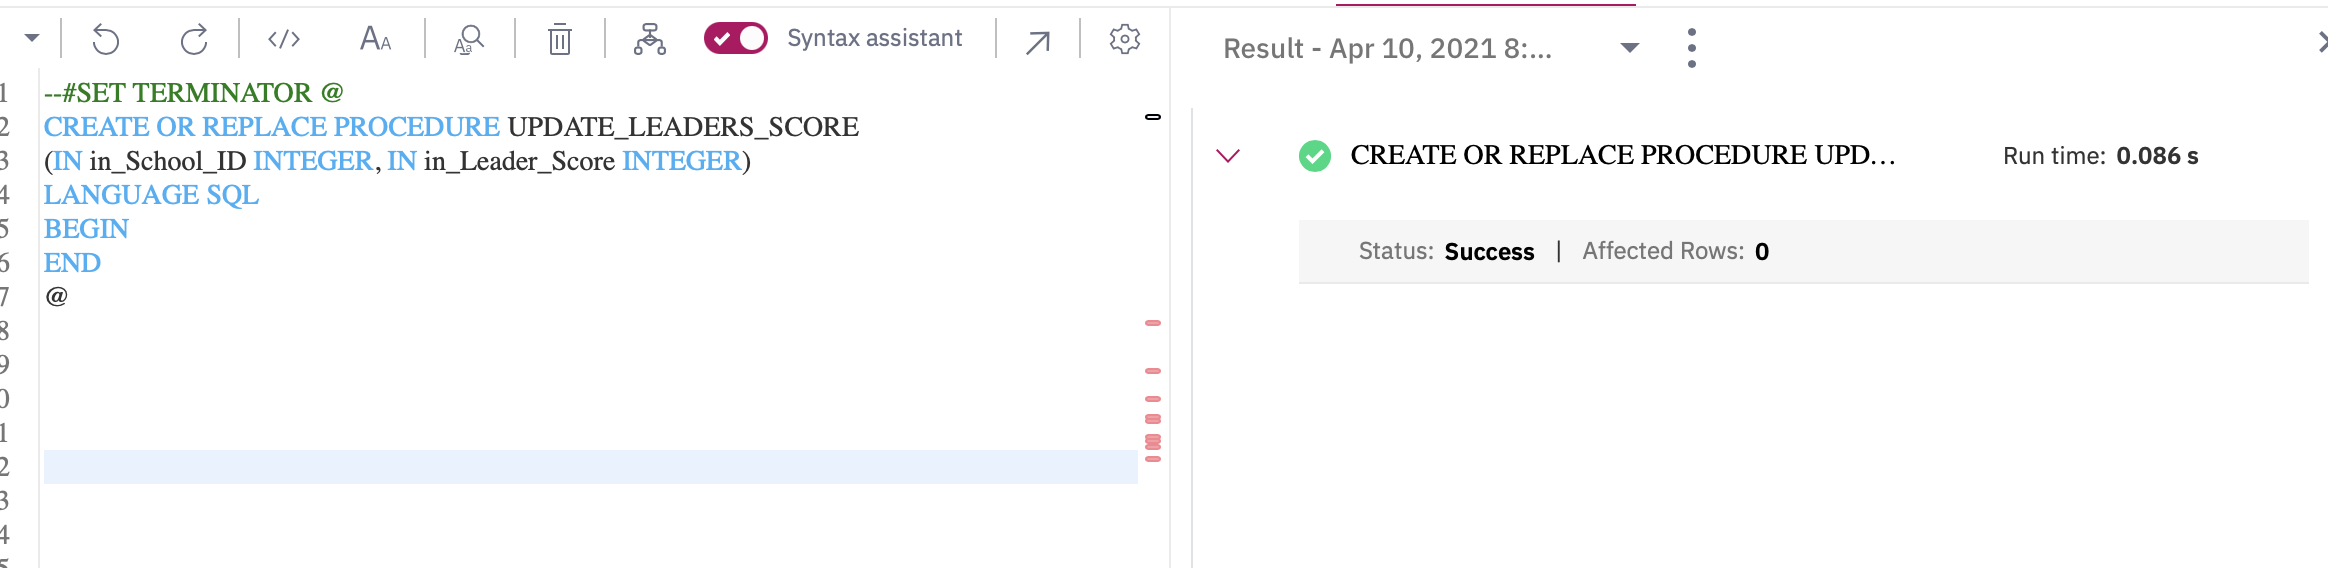 Syntax assistant
Result - Apr 10, 2021 8:...
1 --#SET TERMINATOR @
2 CREATE OR REPLACE PROCEDURE UPDATE_LEADERS_SCORE
3 (IN in_School_ID INTEGER, IN in_Leader_Score INTEGER)
4 LANGUAGE SQL
5 BEGIN
6 END
7 @
8
9
0
1
2
3
4
5
CREATE OR REPLACE PROCEDURE UPD... Run time: 0.086 s
Status: Success | Affected Rows: 0